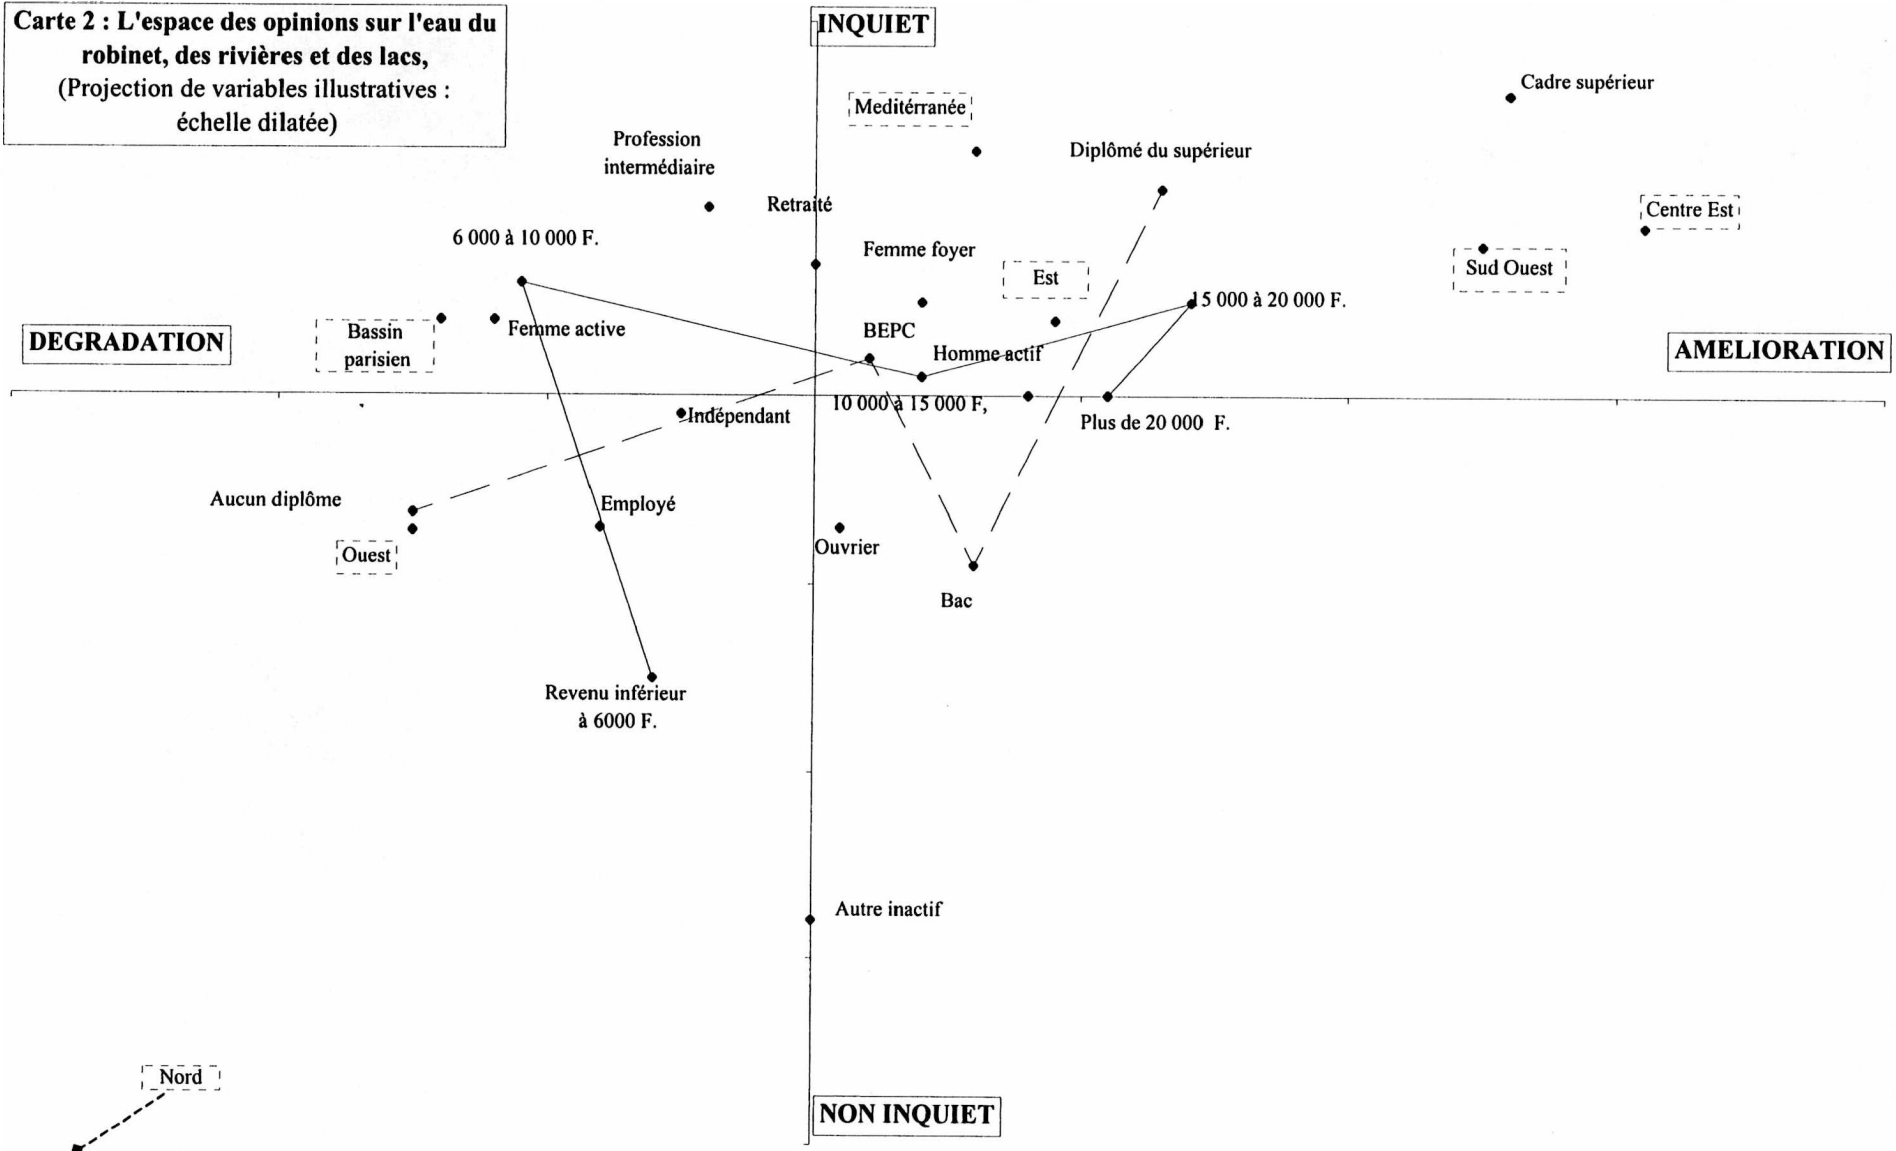 Carte 2 : L'espace des opinions sur l'eau du
robinet, des rivières et des lacs,
(Projection de variables illustratives :
échelle dilatée)
INQUIET
Cadre supérieur
Meditérranée
Profession
intermédiaire
Diplômé du supérieur
Retraité
Centre Est
6 000 à 10 000 F.
Femme foyer
Est
Sud Ouest
15 000 à 20 000 F.
Bassin
parisien
Femme active
BEPC
DEGRADATION
Homme actif
AMELIORATION
Indépendant
10 000 à 15 000 F,
Plus de 20 000 F.
Aucun diplôme
Employé
Ouest
Ouvrier
Bac
Revenu inférieur
à 6000 F.
Autre inactif
Nord
NON INQUIET